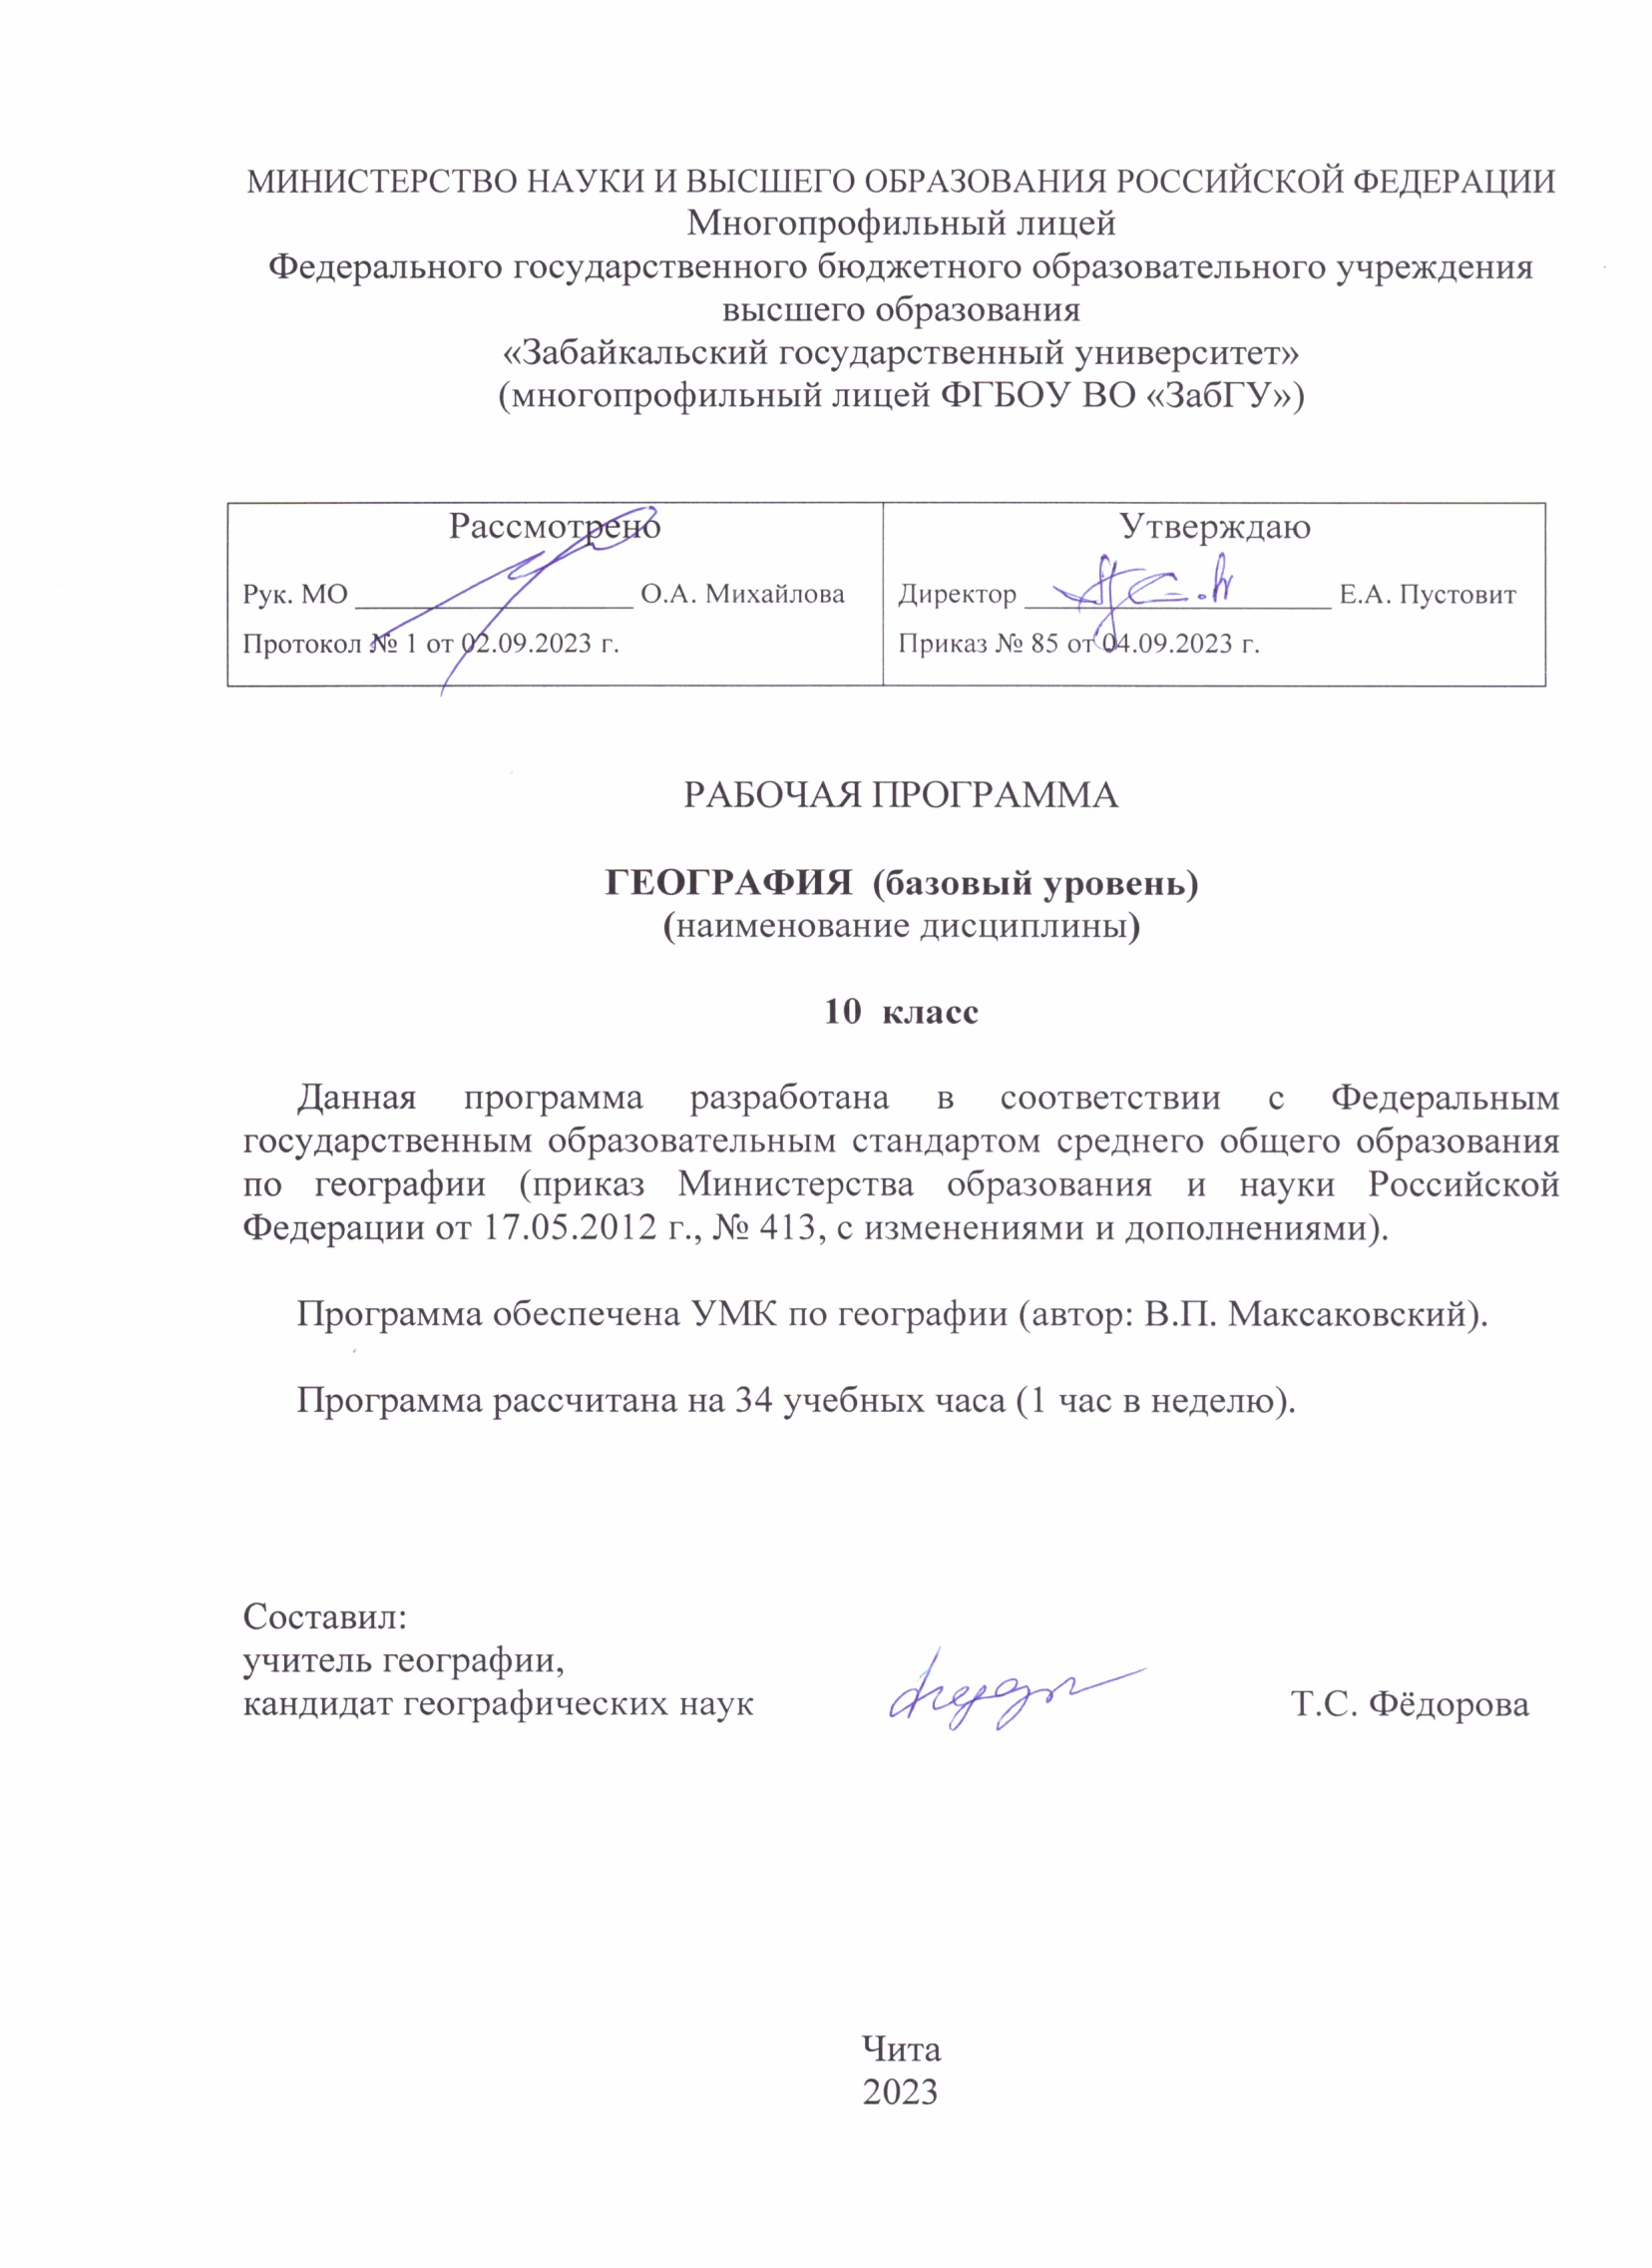 МИНИСТЕРСТВО НАУКИ И ВЫСШЕГО ОБРАЗОВАНИЯ РОССИЙСКОЙ ФЕДЕРАЦИИ
Многопрофильный лицей
Федерального государственного бюджетного образовательного учреждения
высшего образования
«Забайкальский государственный университет»
(многопрофильный лицей ФГБОУ ВО «ЗабГУ»)
Рассмотрено
Рук. МО ____________________ О.А. Михайлова
Протокол № 1 от 02.09.2023 г.
Утверждаю
Директор ______________________ Е.А. Пустовит
Приказ № 85 от 04.09.2023 г.
РАБОЧАЯ ПРОГРАММА
ГЕОГРАФИЯ (базовый уровень)
(наименование дисциплины)
10 класс
Данная программа разработана в соответствии с Федеральным
государственным образовательным стандартом среднего общего образования
по географии (приказ Министерства образования и науки Российской
Федерации от 17.05.2012 г., № 413, с изменениями и дополнениями).
Программа обеспечена УМК по географии (автор: В.П. Максаковский).
Программа рассчитана на 34 учебных часа (1 час в неделю).
Составил:
учитель географии,
кандидат географических наук Т.С. Фёдорова
Чита
2023